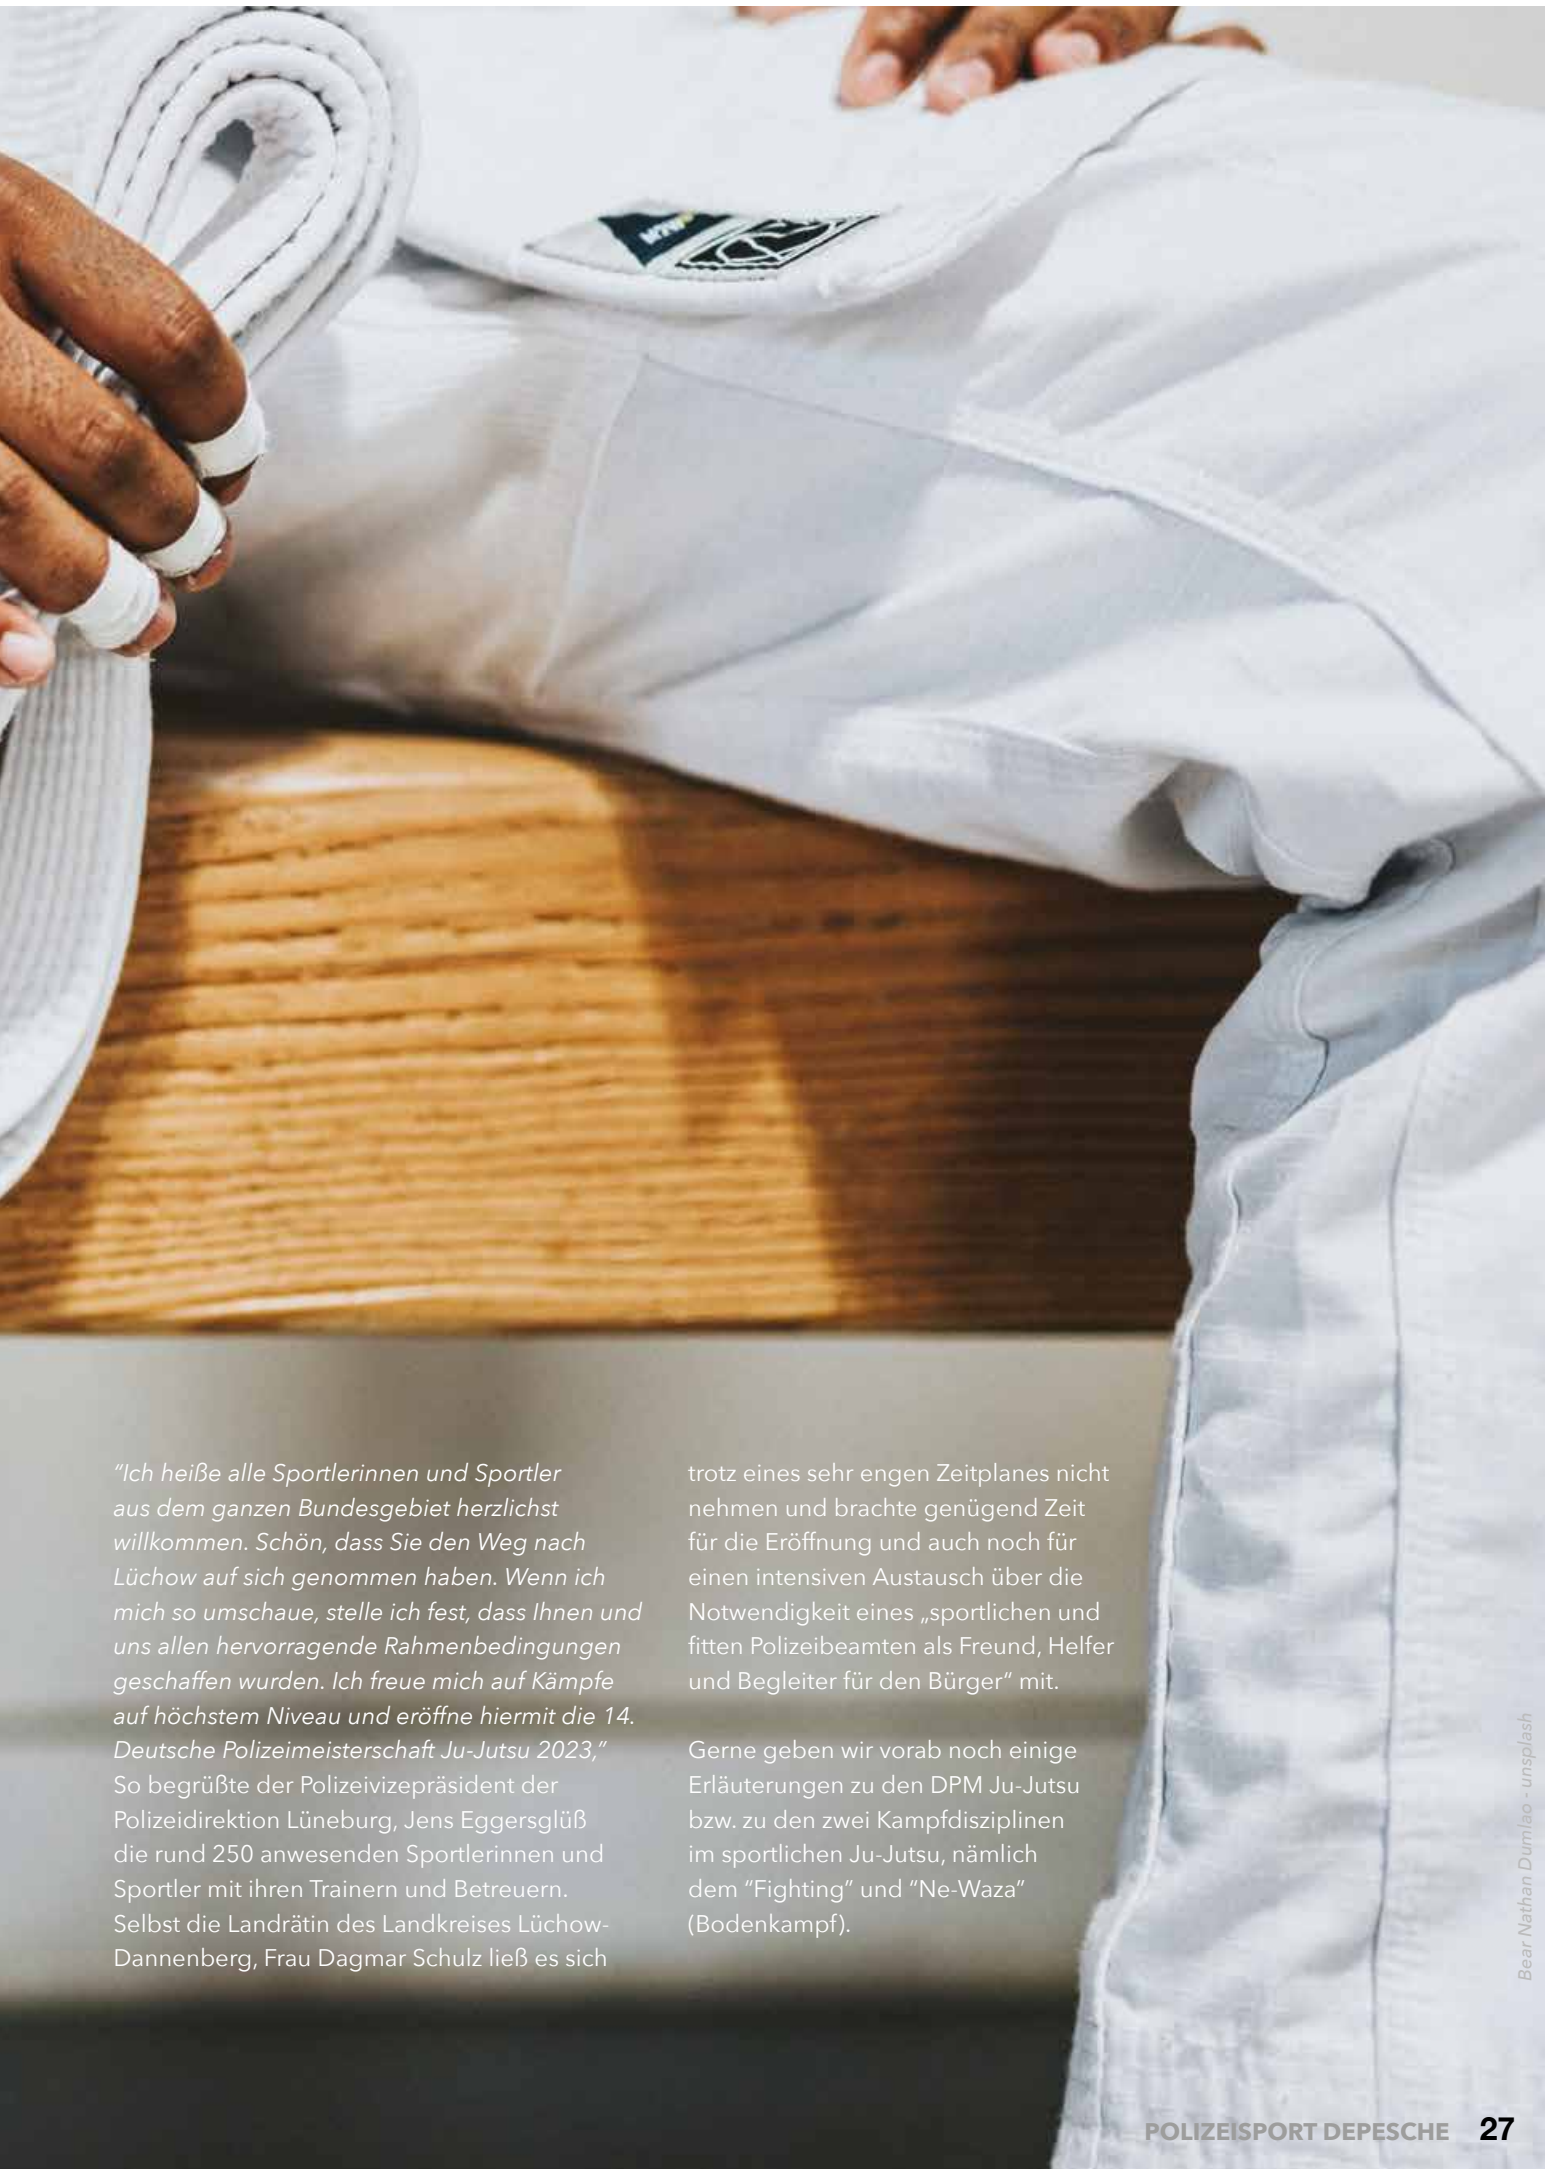 “Ich heiße alle Sportlerinnen und Sportler
aus dem ganzen Bundesgebiet herzlichst
willkommen. Schön, dass Sie den Weg nach
Lüchow auf sich genommen haben. Wenn ich
mich so umschaue, stelle ich fest, dass Ihnen und
uns allen hervorragende Rahmenbedingungen
geschaffen wurden. Ich freue mich auf Kämpfe
auf höchstem Niveau und eröffne hiermit die 14.
Deutsche Polizeimeisterschaft Ju-Jutsu 2023,”
So begrüßte der Polizeivizepräsident der
Polizeidirektion Lüneburg, Jens Eggersglüß
die rund 250 anwesenden Sportlerinnen und
Sportler mit ihren Trainern und Betreuern.
Selbst die Landrätin des Landkreises Lüchow-
Dannenberg, Frau Dagmar Schulz ließ es sich
trotz eines sehr engen Zeitplanes nicht
nehmen und brachte genügend Zeit
für die Eröffnung und auch noch für
einen intensiven Austausch über die
Notwendigkeit eines „sportlichen und
fitten Polizeibeamten als Freund, Helfer
und Begleiter für den Bürger“ mit.
Gerne geben wir vorab noch einige
Erläuterungen zu den DPM Ju-Jutsu
bzw. zu den zwei Kampfdisziplinen
im sportlichen Ju-Jutsu, nämlich
dem “Fighting” und “Ne-Waza”
(Bodenkampf).
Bear Nathan Dumlao - unsplash
POLIZEISPORT DEPESCHE 27